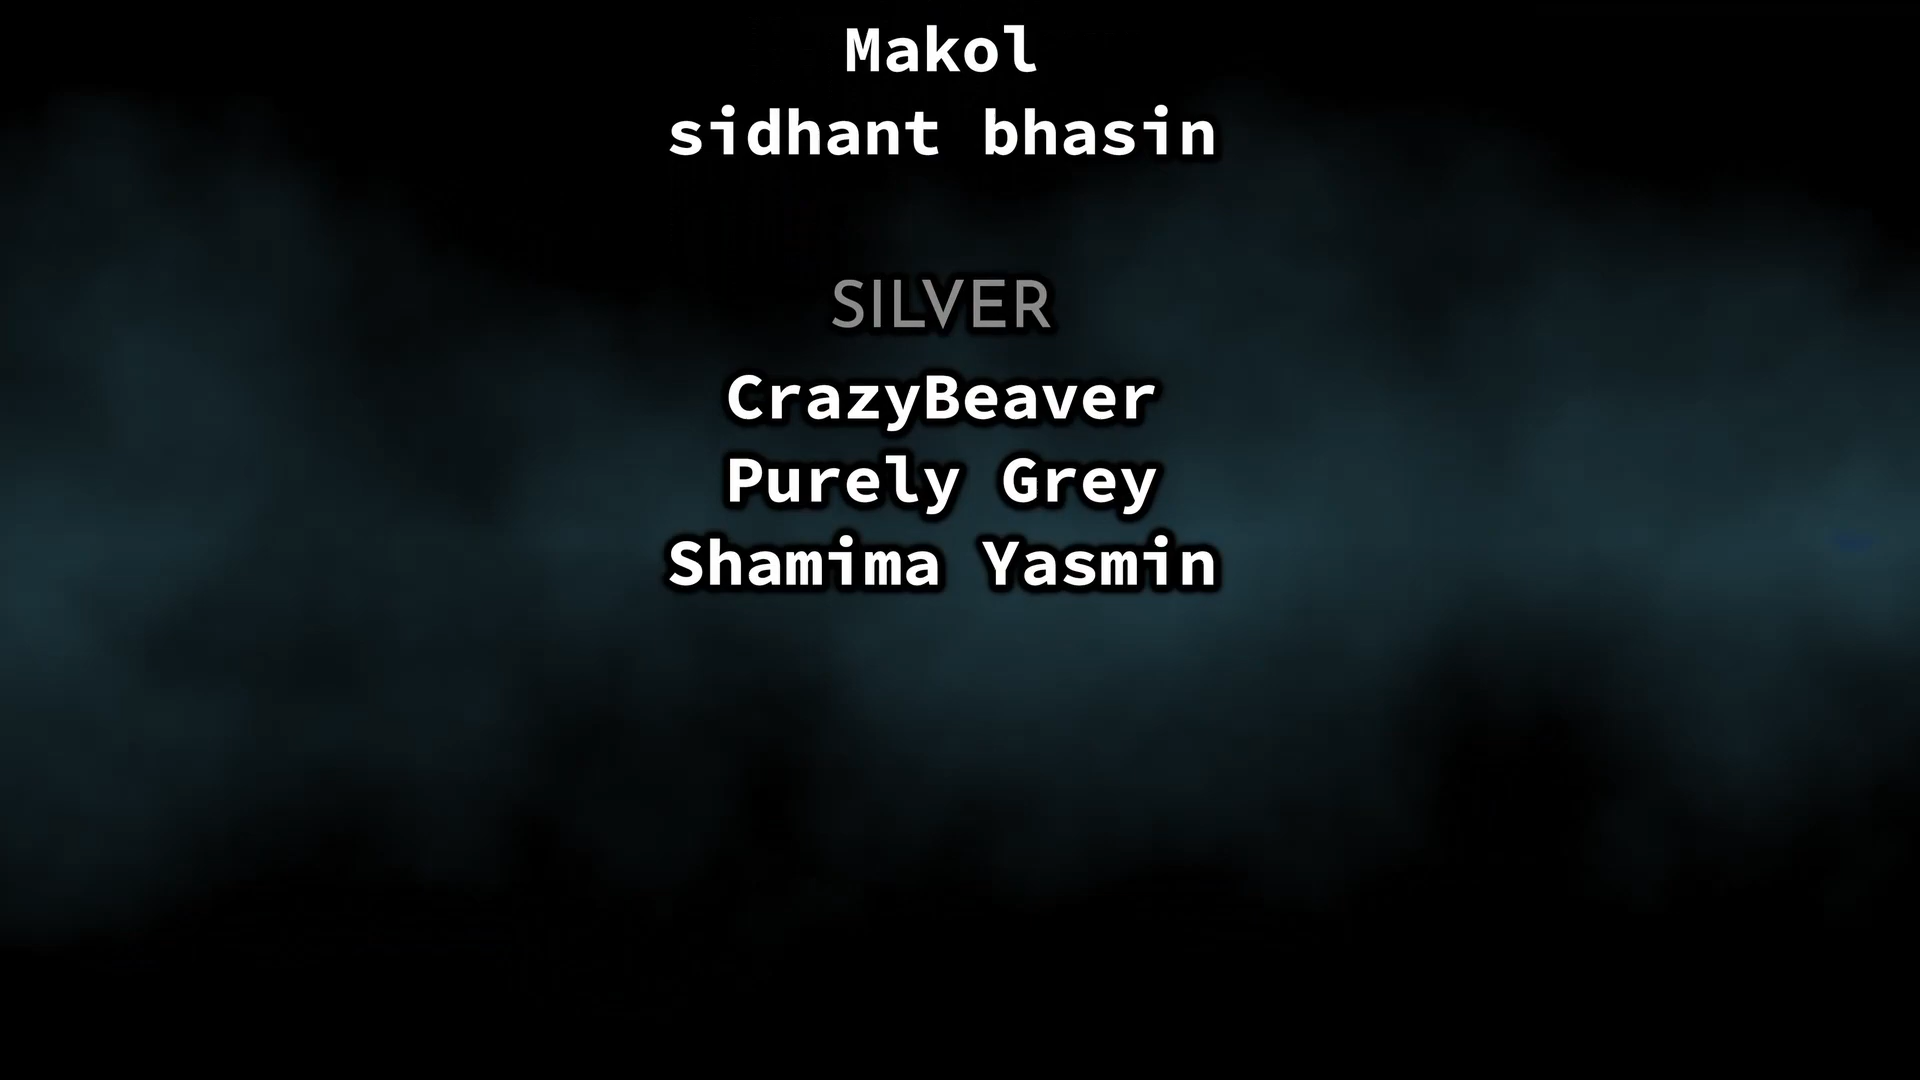 Makol
sidhant bhasin
SILVER
CrazyBeaver
Purely Grey
Shamima Yasmin